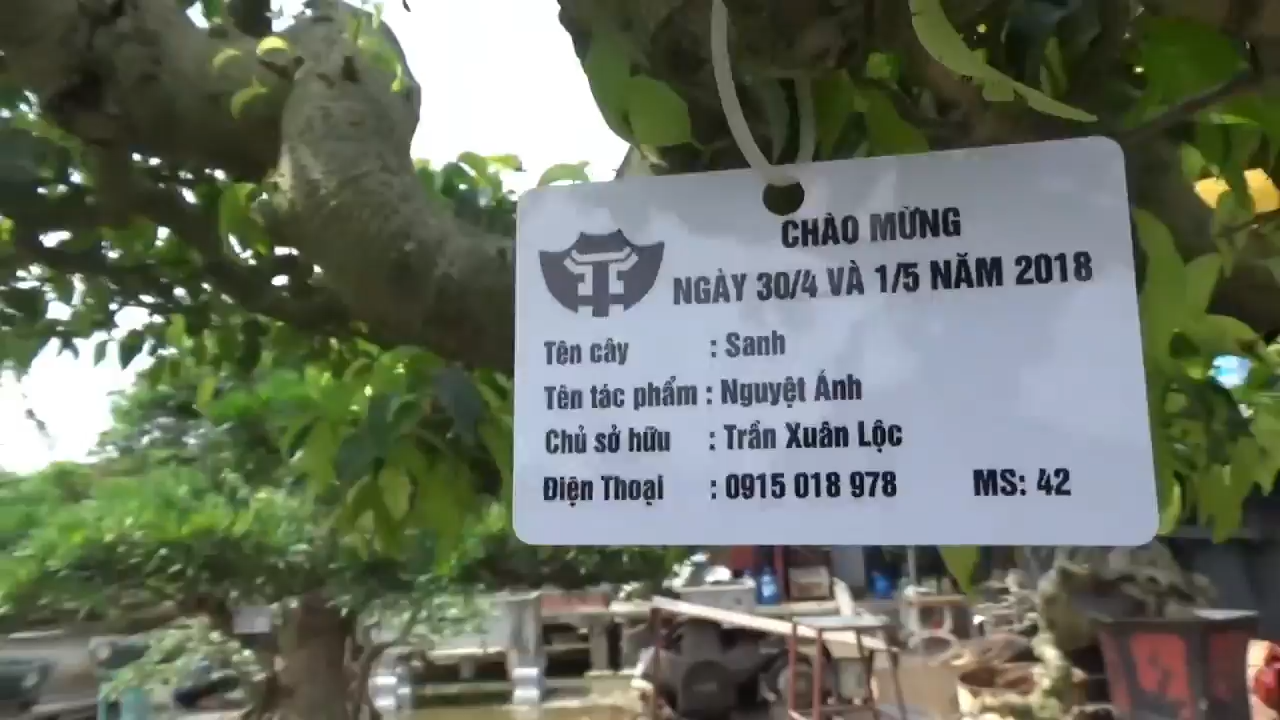 CHÀO MỪNG
NGÀY 30/4 VÀ 1/5 NĂM 2018
Tên cây : Sanh
Tên tác phẩm : Nguyệt Ánh
Chủ sở hữu : Trần Xuân Lộc
Điện Thoại : 0915 018 978 MS: 42